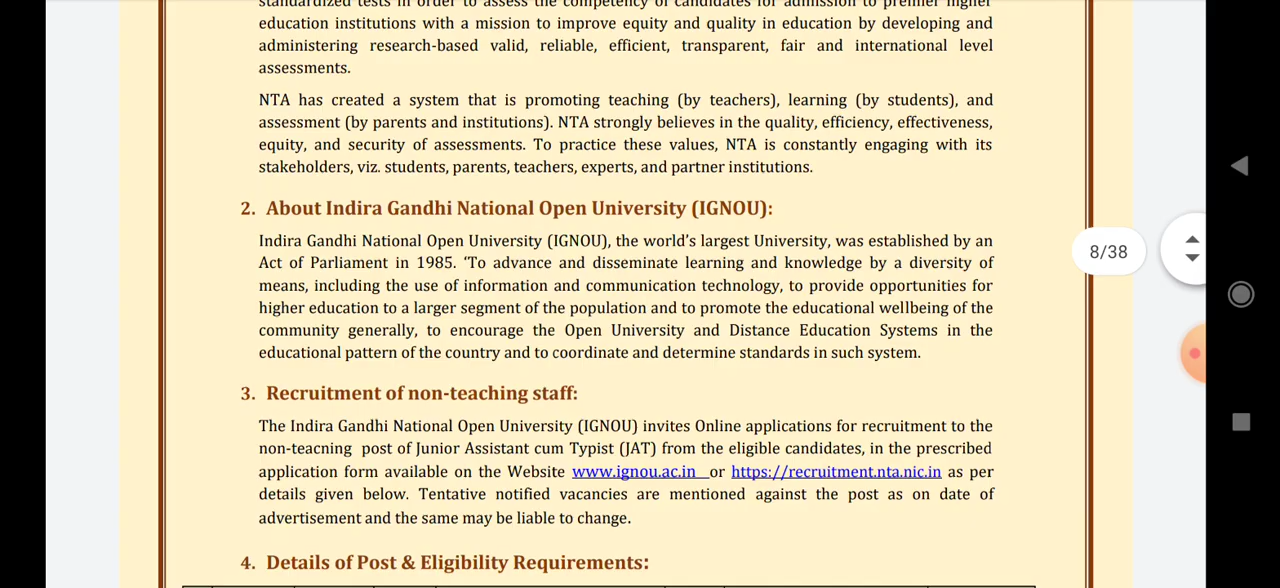 standardized tests in order to assess the competency of candidates for admission to premier higher
education institutions with a mission to improve equity and quality in education by developing and
administering research-based valid, reliable, efficient, transparent, fair and international level
assessments.
NTA has created a system that is promoting teaching (by teachers), learning (by students), and
assessment (by parents and institutions). NTA strongly believes in the quality, efficiency, effectiveness,
equity, and security of assessments. To practice these values, NTA is constantly engaging with its
stakeholders, viz. students, parents, teachers, experts, and partner institutions.
2. About Indira Gandhi National Open University (IGNOU):
Indira Gandhi National Open University (IGNOU), the world's largest University, was established by an
Act of Parliament in 1985. 'To advance and disseminate learning and knowledge by a diversity of
means, including the use of information and communication technology, to provide opportunities for
higher education to a larger segment of the population and to promote the educational wellbeing of the
community generally, to encourage the Open University and Distance Education Systems in the
educational pattern of the country and to coordinate and determine standards in such system.
8/38
3. Recruitment of non-teaching staff:
The Indira Gandhi National Open University (IGNOU) invites Online applications for recruitment to the
non-teacning post of Junior Assistant cum Typist (JAT) from the eligible candidates, in the prescribed
application form available on the Website www.ignou.ac.in or https://recruitment.nta.nic.in as per
details given below. Tentative notified vacancies are mentioned against the post as on date of
advertisement and the same may be liable to change.
4. Details of Post & Eligibility Requirements: